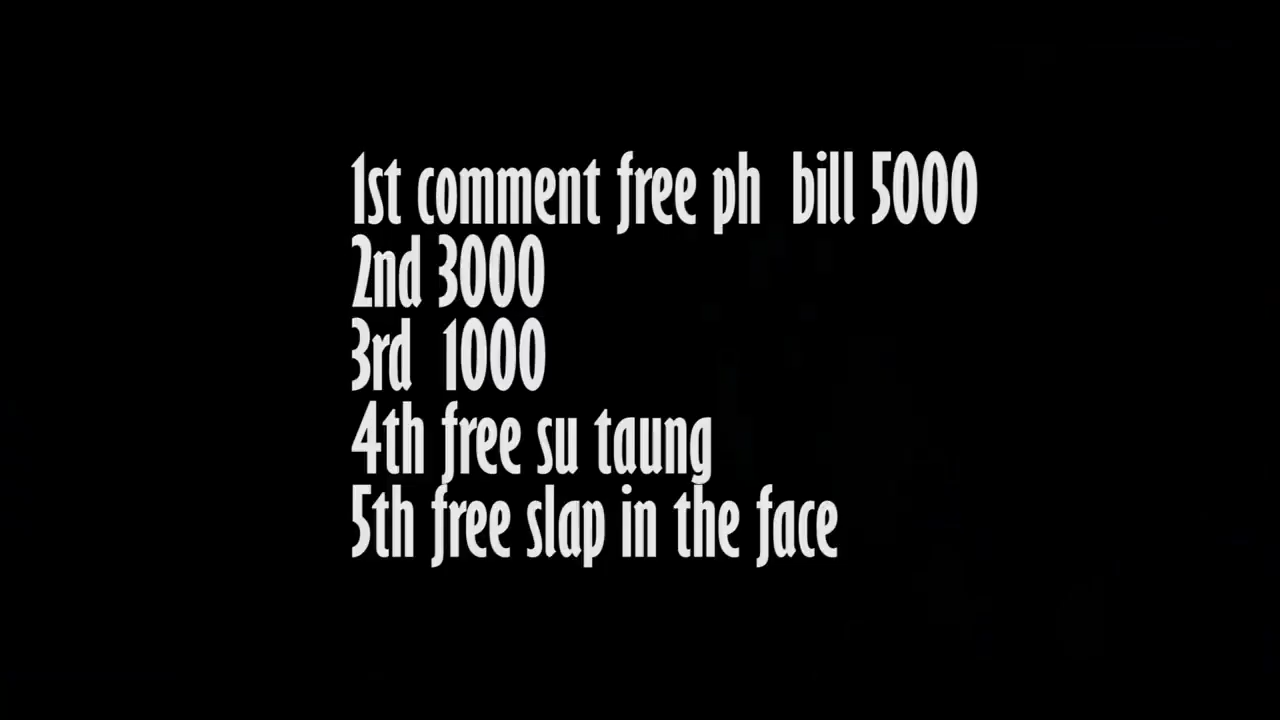 1st comment free ph  bill 5000
2nd 3000
3rd  1000
4th free su taung
5th free slap in the face